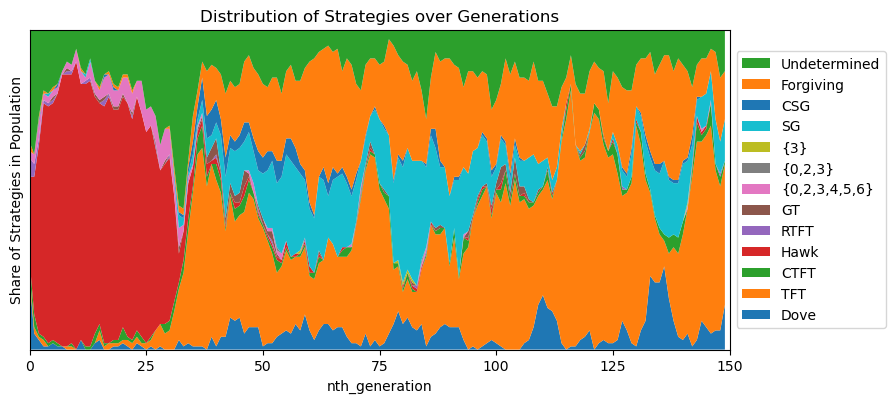 Distribution of Strategies over Generations
Share of Strategies in Population
Undetermined
Forgiving
CSG
SG
{3}
{0,2,3}
{0,2,3,4,5,6}
GT
RTFT
Hawk
CTFT
TFT
Dove
0 25 50 75 100 125 150
nth_generation